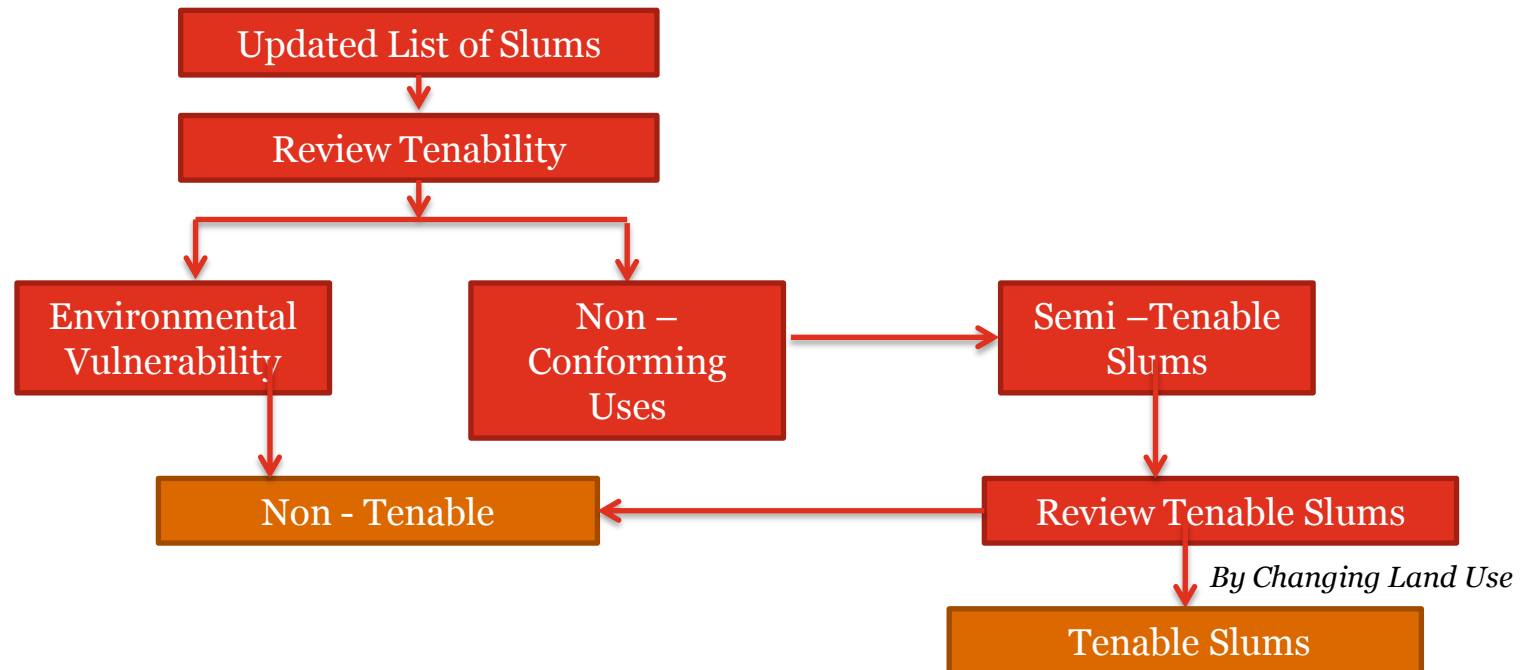 Updated List of Slums
Review Tenability
Environmental
Vulnerability
Non –
Conforming
Uses
Semi –Tenable
Slums
Non - Tenable
Review Tenable Slums
By Changing Land Use
Tenable Slums